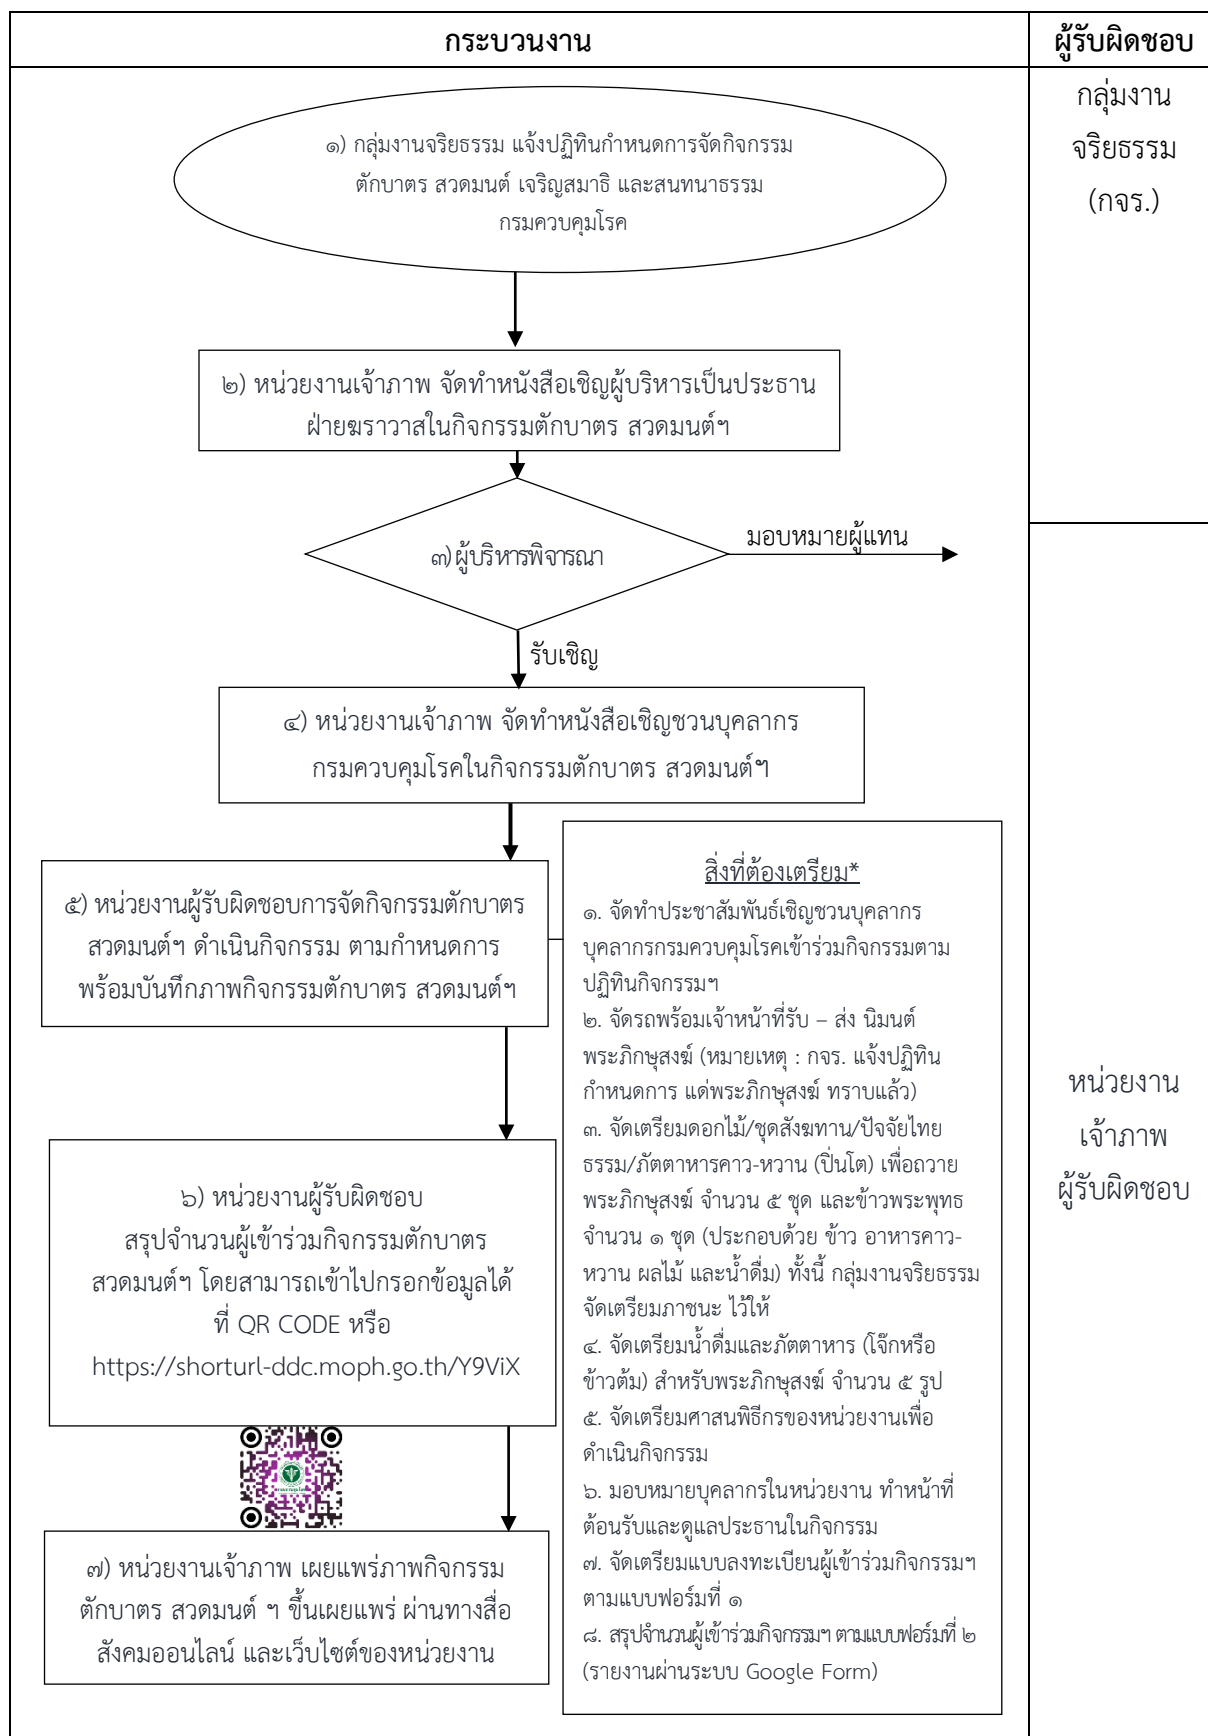 กระบวนงาน
ผู้รับผิดชอบ
กลุ่มงาน
จริยธรรม
(กจร.)
๑) กลุ่มงานจริยธรรม แจ้งปฏิทินกำหนดการจัดกิจกรรม
ตักบาตร สวดมนต์ เจริญสมาธิ และสนทนาธรรม
กรมควบคุมโรค
๒) หน่วยงานเจ้าภาพ จัดทำหนังสือเชิญผู้บริหารเป็นประธาน
ฝ่ายฆราวาสในกิจกรรมตักบาตร สวดมนต์ฯ
๓) ผู้บริหารพิจารณา
มอบหมายผู้แทน
รับเชิญ
๔) หน่วยงานเจ้าภาพ จัดทำหนังสือเชิญชวนบุคลากร
กรมควบคุมโรคในกิจกรรมตักบาตร สวดมนต์ฯ
๕) หน่วยงานผู้รับผิดชอบการจัดกิจกรรมตักบาตร
สวดมนต์ฯ ดำเนินกิจกรรม ตามกำหนดการ
พร้อมบันทึกภาพกิจกรรมตักบาตร สวดมนต์ฯ
๖) หน่วยงานผู้รับผิดชอบ
สรุปจำนวนผู้เข้าร่วมกิจกรรมตักบาตร
สวดมนต์ฯ โดยสามารถเข้าไปกรอกข้อมูลได้
ที่ QR CODE หรือ
https://shorturl-ddc.moph.go.th/Y9ViX
๗) หน่วยงานเจ้าภาพ เผยแพร่ภาพกิจกรรม
ตักบาตร สวดมนต์ ฯ ขึ้นเผยแพร่ ผ่านทางสื่อ
สังคมออนไลน์ และเว็บไซต์ของหน่วยงาน
สิ่งที่ต้องเตรียม*
๑. จัดทำประชาสัมพันธ์เชิญชวนบุคลากร
บุคลากรกรมควบคุมโรคเข้าร่วมกิจกรรมตาม
ปฏิทินกิจกรรมฯ
๒. จัดรถพร้อมเจ้าหน้าที่รับ – ส่ง นิมนต์
พระภิกษุสงฆ์ (หมายเหตุ : กจร. แจ้งปฏิทิน
กำหนดการ แด่พระภิกษุสงฆ์ ทราบแล้ว)
๓. จัดเตรียมดอกไม้/ชุดสังฆทาน/ปัจจัยไทย
ธรรม/ภัตตาหารคาว-หวาน (ปิ่นโต) เพื่อถวาย
พระภิกษุสงฆ์ จำนวน ๕ ชุด และข้าวพระพุทธ
จำนวน ๑ ชุด (ประกอบด้วย ข้าว อาหารคาว-
หวาน ผลไม้ และน้ำดื่ม) ทั้งนี้ กลุ่มงานจริยธรรม
จัดเตรียมภาชนะ ไว้ให้
๔. จัดเตรียมน้ำดื่มและภัตตาหาร (โจ๊กหรือ
ข้าวต้ม) สำหรับพระภิกษุสงฆ์ จำนวน ๕ รูป
๕. จัดเตรียมศาสนพิธีกรของหน่วยงานเพื่อ
ดำเนินกิจกรรม
๖. มอบหมายบุคลากรในหน่วยงาน ทำหน้าที่
ต้อนรับและดูแลประธานในกิจกรรม
๗. จัดเตรียมแบบลงทะเบียนผู้เข้าร่วมกิจกรรมฯ
ตามแบบฟอร์มที่ ๑
๘. สรุปจำนวนผู้เข้าร่วมกิจกรรมฯ ตามแบบฟอร์มที่ ๒
(รายงานผ่านระบบ Google Form)
หน่วยงาน
เจ้าภาพ
ผู้รับผิดชอบ